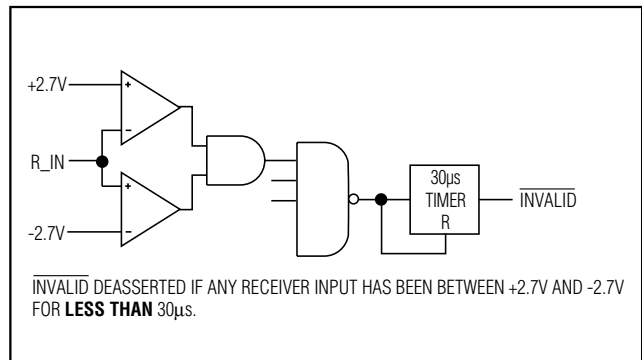 +2.7V
+
-
R_IN
+
-
-2.7V
30µs
TIMER
R
INVALID
INVALID DEASSERTED IF ANY RECEIVER INPUT HAS BEEN BETWEEN +2.7V AND -2.7V
FOR LESS THAN 30µs.